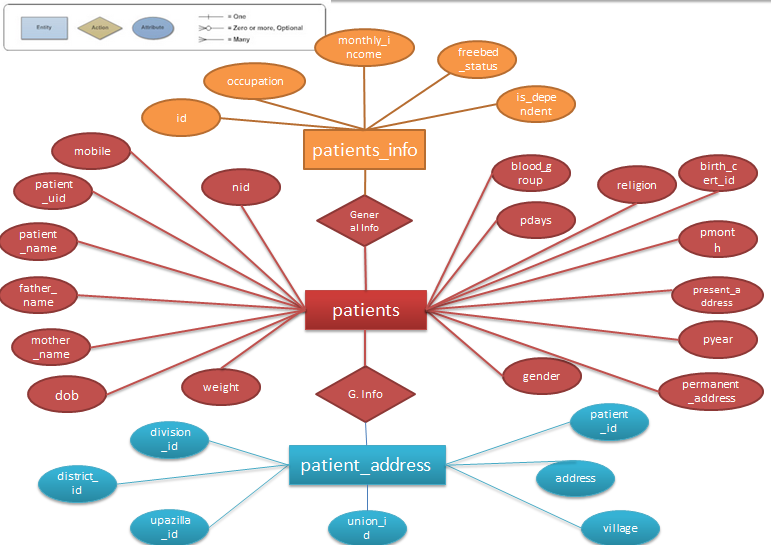 Entity
Action
Attribute
= One
= Zero or more, Optional
= Many
monthly_i
ncome
freebed
_status
occupation
is_depe
ndent
id
patients_info
mobile
nid
blood_g
roup
religion
birth_c
ert_id
patient
_uid
Gener
al Info
pdays
patient
_name
pmont
h
father_
name
patients
present_a
ddress
mother
_name
pyear
dob
weight
G. Info
gender
permanent
_address
division
_id
patient
_id
patient_address
district_
id
address
upazilla
_id
union_i
d
village